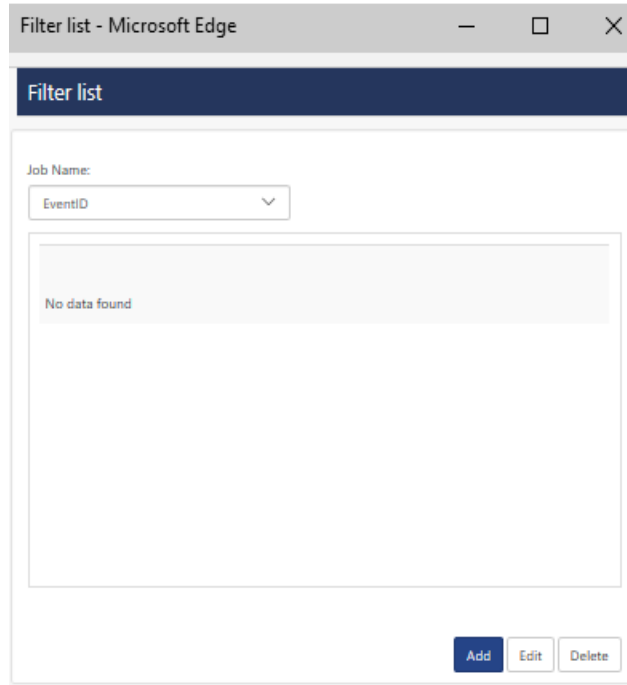 Filter list - Microsoft Edge
Filter list
Job Name:
EventID
No data found
Add Edit Delete